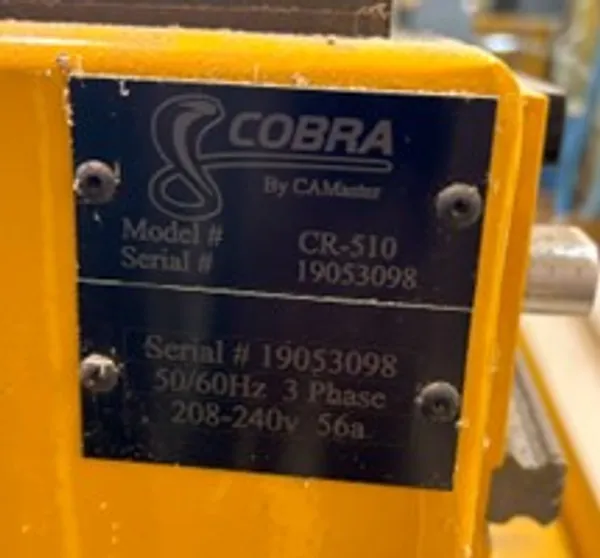 COBRA
By CAMaster
Model # CR-510
Serial # 19053098
Serial # 19053098
50/60Hz 3 Phase
208-240v 56a